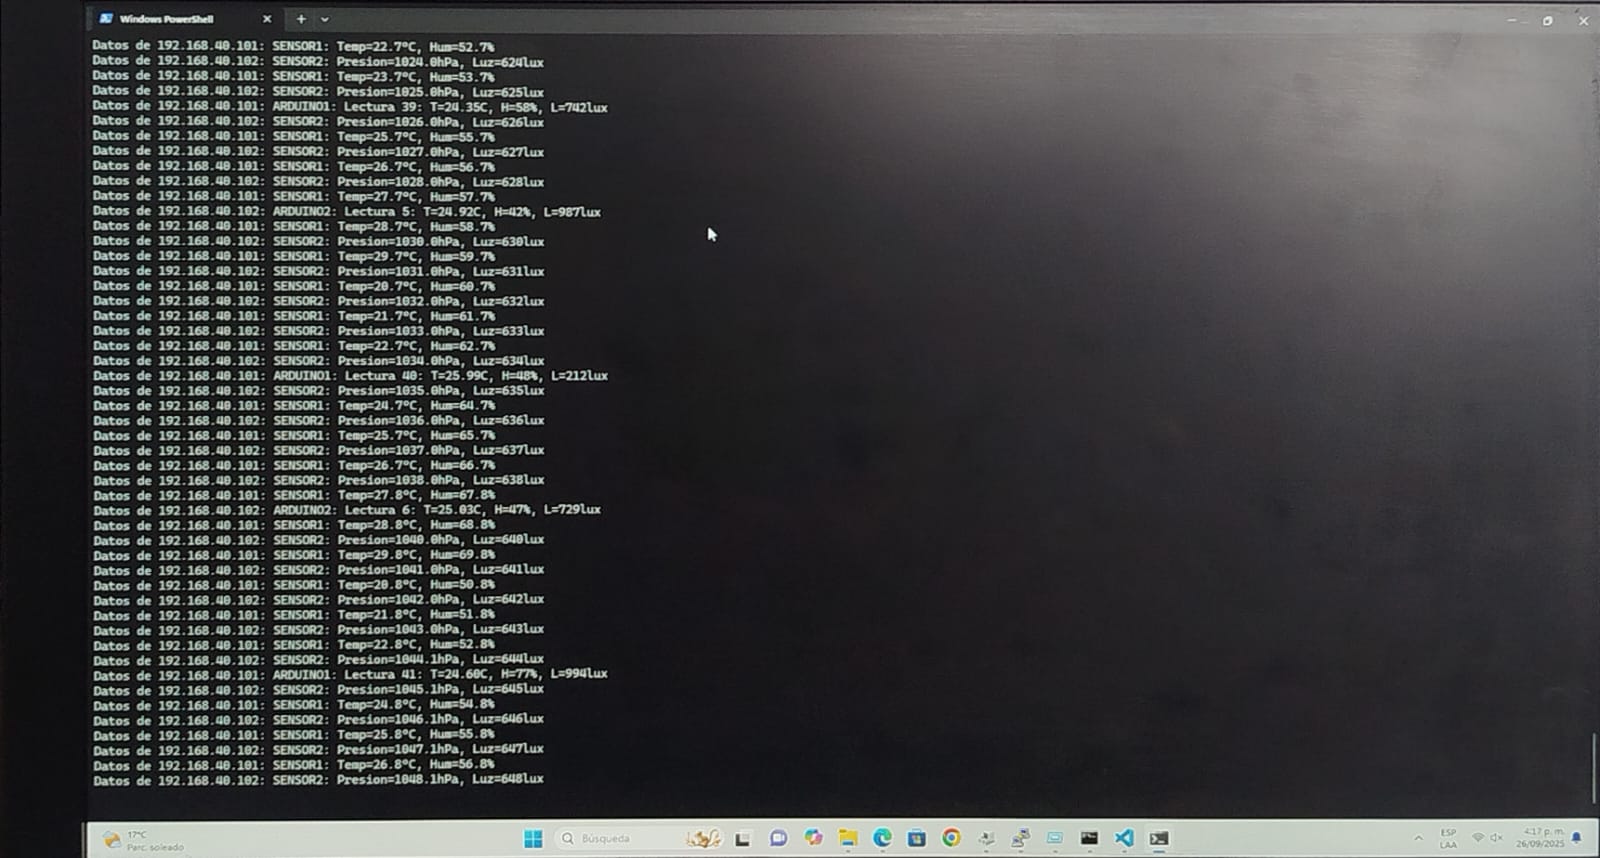 Windows PowerShell
Datos de 192.168.40.101: SENSOR1: Temp=22.7°C, Hum=52.7%
Datos de 192.168.40.102: SENSOR2: Presion=1024.0hPa, Luz=624lux
Datos de 192.168.40.101: SENSOR1: Temp=23.7°C, Hum=53.7%
Datos de 192.168.40.102: SENSOR2: Presion=1025.0hPa, Luz=625lux
Datos de 192.168.40.101: ARDUINO1: Lectura 39: T=24.35C, H=58%, L=742lux
Datos de 192.168.40.102: SENSOR2: Presion=1026.0hPa, Luz=626lux
Datos de 192.168.40.101: SENSOR1: Temp=25.7°C, Hum=55.7%
Datos de 192.168.40.102: SENSOR2: Presion=1027.0hPa, Luz=627lux
Datos de 192.168.40.101: SENSOR1: Temp=26.7°C, Hum=56.7%
Datos de 192.168.40.102: SENSOR2: Presion=1028.0hPa, Luz=628lux
Datos de 192.168.40.101: SENSOR1: Temp=27.7°C, Hum=57.7%
Datos de 192.168.40.102: ARDUINO2: Lectura 5: T=24.92C, H=42%, L=987lux
Datos de 192.168.40.101: SENSOR1: Temp=28.7°C, Hum=58.7%
Datos de 192.168.40.102: SENSOR2: Presion=1030.0hPa, Luz=630lux
Datos de 192.168.40.101: SENSOR1: Temp=29.7°C, Hum=59.7%
Datos de 192.168.40.102: SENSOR2: Presion=1031.0hPa, Luz=631lux
Datos de 192.168.40.101: SENSOR1: Temp=20.7°C, Hum=60.7%
Datos de 192.168.40.102: SENSOR2: Presion=1032.0hPa, Luz=632lux
Datos de 192.168.40.101: SENSOR1: Temp=21.7°C, Hum=61.7%
Datos de 192.168.40.102: SENSOR2: Presion=1033.0hPa, Luz=633lux
Datos de 192.168.40.101: SENSOR1: Temp=22.7°C, Hum=62.7%
Datos de 192.168.40.102: SENSOR2: Presion=1034.0hPa, Luz=634lux
Datos de 192.168.40.101: ARDUINO1: Lectura 40: T=25.99C, H=48%, L=212lux
Datos de 192.168.40.102: SENSOR2: Presion=1035.0hPa, Luz=635lux
Datos de 192.168.40.101: SENSOR1: Temp=24.7°C, Hum=64.7%
Datos de 192.168.40.102: SENSOR2: Presion=1036.0hPa, Luz=636lux
Datos de 192.168.40.101: SENSOR1: Temp=25.7°C, Hum=65.7%
Datos de 192.168.40.102: SENSOR2: Presion=1037.0hPa, Luz=637lux
Datos de 192.168.40.101: SENSOR1: Temp=26.7°C, Hum=66.7%
Datos de 192.168.40.102: SENSOR2: Presion=1038.0hPa, Luz=638lux
Datos de 192.168.40.101: SENSOR1: Temp=27.8°C, Hum=67.8%
Datos de 192.168.40.102: ARDUINO2: Lectura 6: T=25.03C, H=47%, L=729lux
Datos de 192.168.40.101: SENSOR1: Temp=28.8°C, Hum=68.8%
Datos de 192.168.40.102: SENSOR2: Presion=1040.0hPa, Luz=640lux
Datos de 192.168.40.101: SENSOR1: Temp=29.8°C, Hum=69.8%
Datos de 192.168.40.102: SENSOR2: Presion=1041.0hPa, Luz=641lux
Datos de 192.168.40.101: SENSOR1: Temp=20.8°C, Hum=50.8%
Datos de 192.168.40.102: SENSOR2: Presion=1042.0hPa, Luz=642lux
Datos de 192.168.40.101: SENSOR1: Temp=21.8°C, Hum=51.8%
Datos de 192.168.40.102: SENSOR2: Presion=1043.0hPa, Luz=643lux
Datos de 192.168.40.101: SENSOR1: Temp=22.8°C, Hum=52.8%
Datos de 192.168.40.102: SENSOR2: Presion=1044.1hPa, Luz=644lux
Datos de 192.168.40.101: ARDUINO1: Lectura 41: T=24.60C, H=77%, L=994lux
Datos de 192.168.40.102: SENSOR2: Presion=1045.1hPa, Luz=645lux
Datos de 192.168.40.101: SENSOR1: Temp=24.8°C, Hum=54.8%
Datos de 192.168.40.102: SENSOR2: Presion=1046.1hPa, Luz=646lux
Datos de 192.168.40.101: SENSOR1: Temp=25.8°C, Hum=55.8%
Datos de 192.168.40.102: SENSOR2: Presion=1047.1hPa, Luz=647lux
Datos de 192.168.40.101: SENSOR1: Temp=26.8°C, Hum=56.8%
Datos de 192.168.40.102: SENSOR2: Presion=1048.1hPa, Luz=648lux
17°C
Parc. soleado
Búsqueda
ESP
LAA
4:17 p. m.
26/09/2025